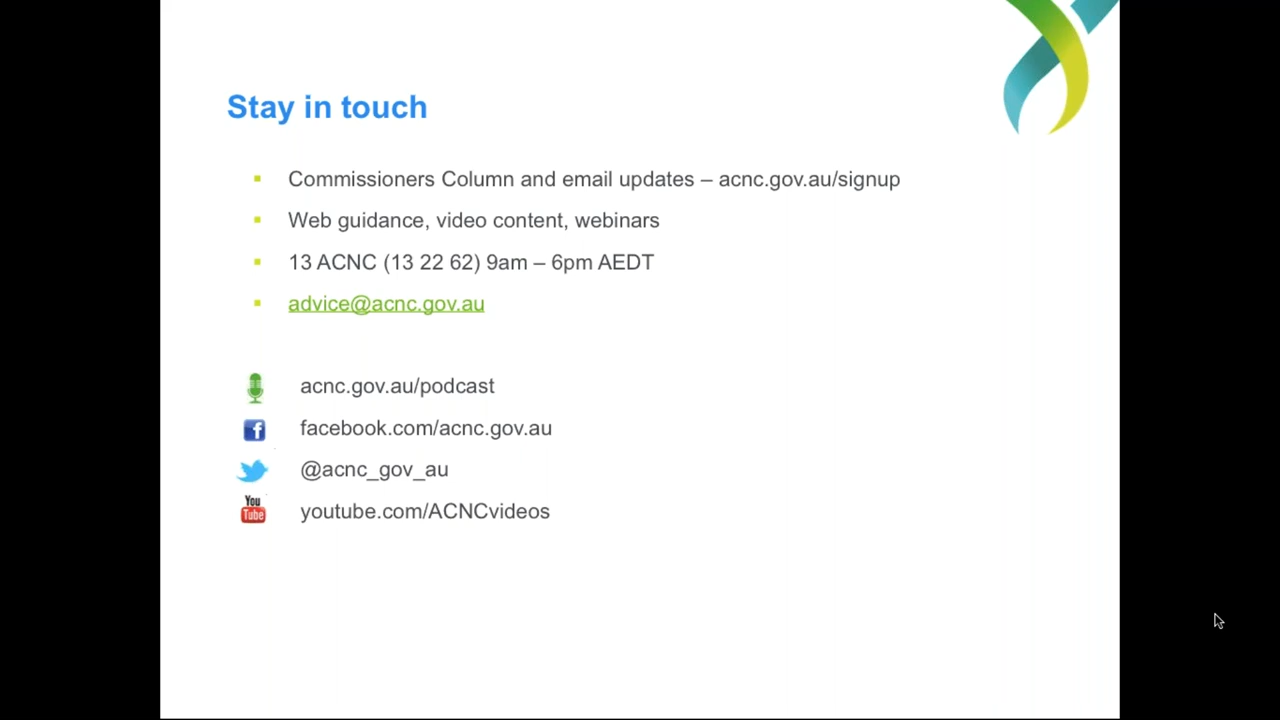 Stay in touch
Commissioners Column and email updates – acnc.gov.au/signup
Web guidance, video content, webinars
13 ACNC (13 22 62) 9am – 6pm AEDT
advice@acnc.gov.au
acnc.gov.au/podcast
f facebook.com/acnc.gov.au
@acnc_gov_au
You
Tube youtube.com/ACNCvideos